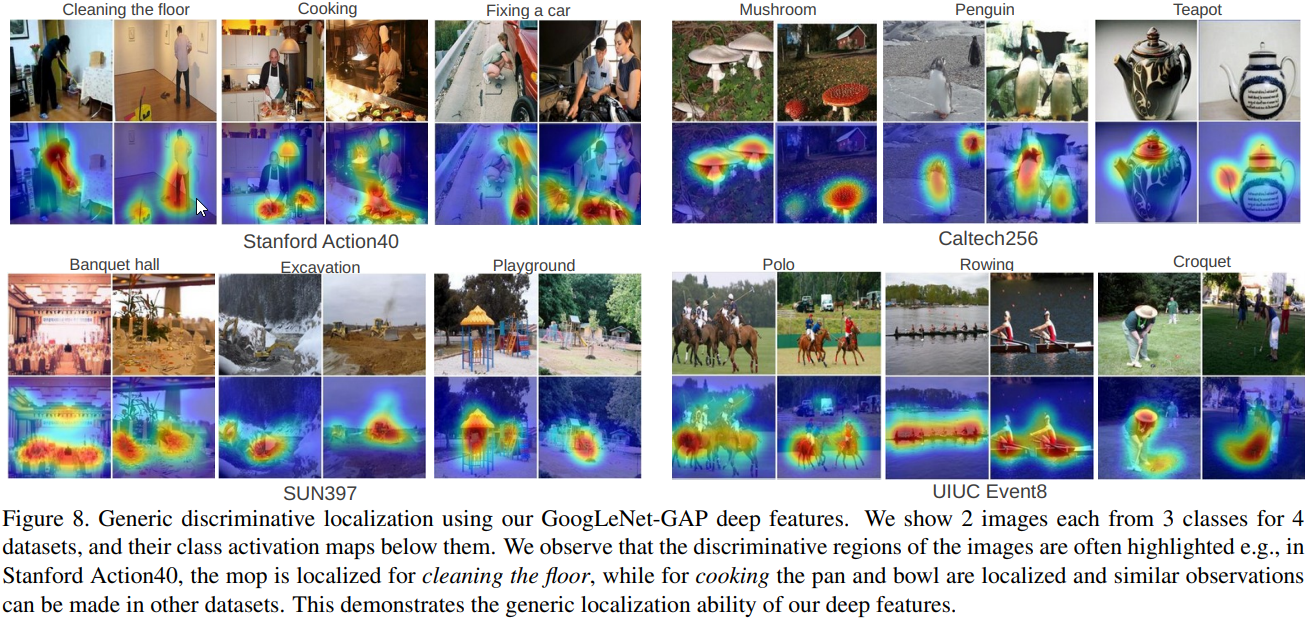 Cleaning the floor Cooking Fixing a car Mushroom Penguin Teapot
Stanford Action40 Caltech256
Banquet hall Excavation Playground Polo Rowing Croquet
SUN397 UIUC Event8
Figure 8. Generic discriminative localization using our GoogLeNet-GAP deep features. We show 2 images each from 3 classes for 4
datasets, and their class activation maps below them. We observe that the discriminative regions of the images are often highlighted e.g., in
Stanford Action40, the mop is localized for cleaning the floor, while for cooking the pan and bowl are localized and similar observations
can be made in other datasets. This demonstrates the generic localization ability of our deep features.